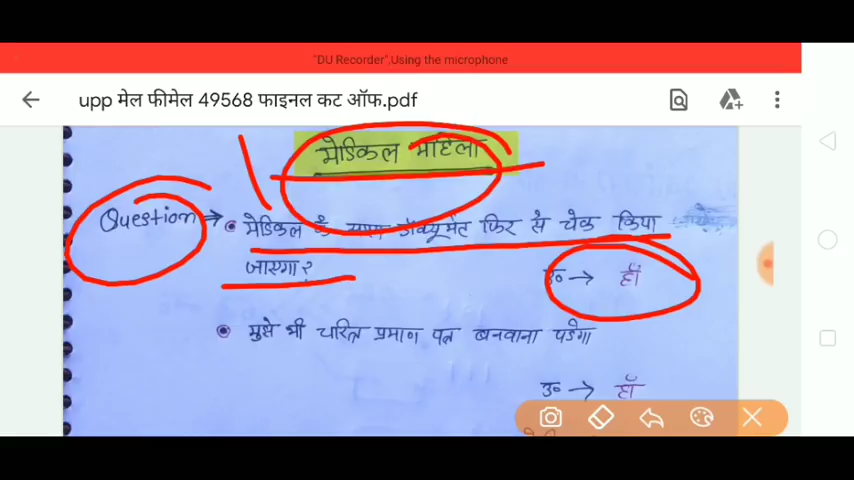 "DU Recorder",Using the microphone
upp मेल फीमेल 49568 फाइनल कट ऑफ.pdf
मेडिकल महिला
Question → • मेडिकल के समय डॉक्यूमेंट फिर से चेक किया
जाएगा?
उ० → हाँ
• मुझे भी चरित्र प्रमाण पत्र बनवाना पडेगा
उ० → हाँ